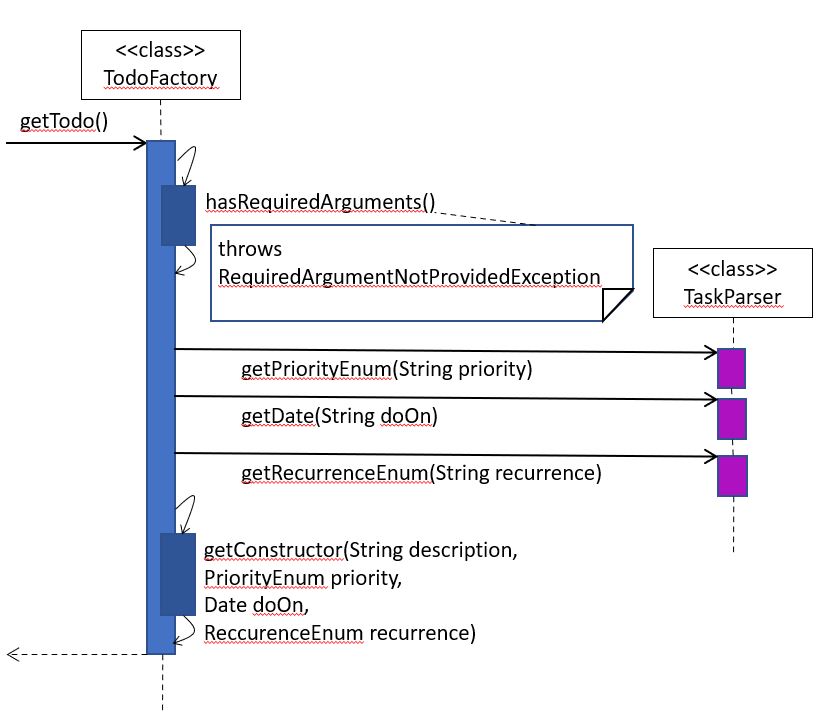 <<class>>
TodoFactory
getTodo()
hasRequiredArguments()
throws
RequiredArgumentNotProvidedException
<<class>>
TaskParser
getPriorityEnum(String priority)
getDate(String doOn)
getRecurrenceEnum(String recurrence)
getConstructor(String description,
PriorityEnum priority,
Date doOn,
ReccurenceEnum recurrence)